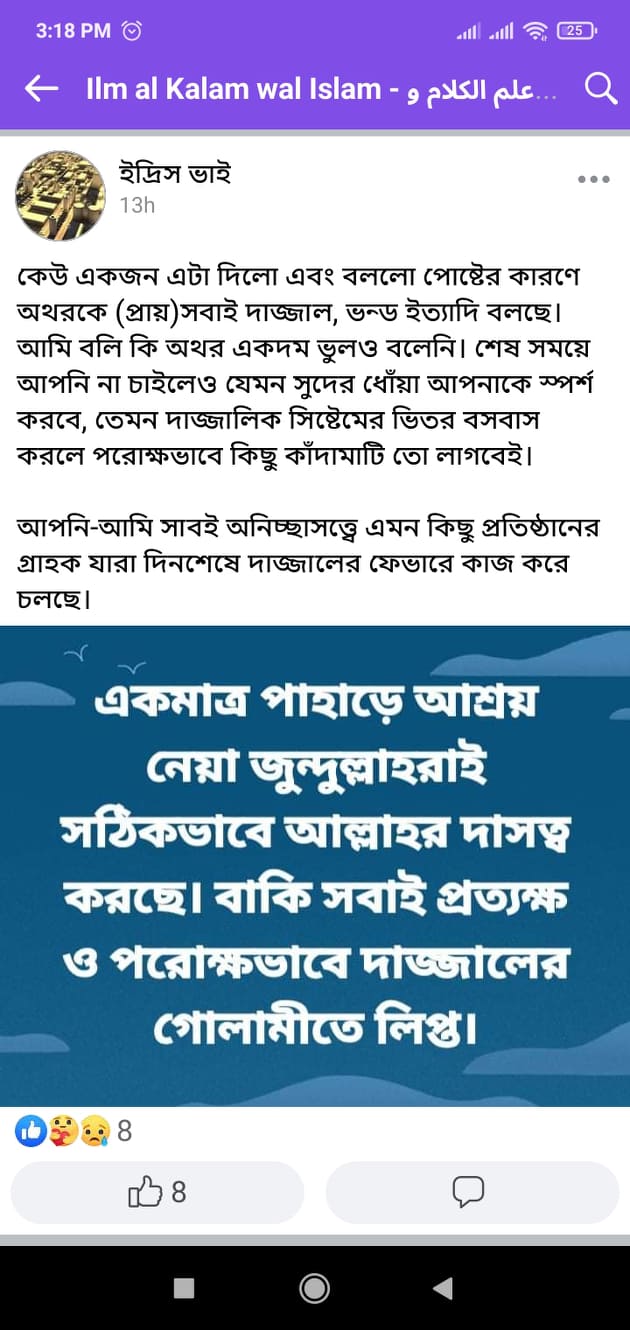 3:18 PM
25
Ilm al Kalam wal Islam - علم الكلام و...
ইদ্রিস ভাই
13h
কেউ একজন এটা দিলো এবং বললো পোষ্টের কারণে
অথরকে (প্রায়)সবাই দাজ্জাল, ভন্ড ইত্যাদি বলছে।
আমি বলি কি অথর একদম ভুলও বলেনি। শেষ সময়ে
আপনি না চাইলেও যেমন সুদের ধোঁয়া আপনাকে স্পর্শ
করবে, তেমন দাজ্জালিক সিষ্টেমের ভিতর বসবাস
করলে পরোক্ষভাবে কিছু কাঁদামাটি তো লাগবেই।
আপনি-আমি সাবই অনিচ্ছাসত্ত্বে এমন কিছু প্রতিষ্ঠানের
গ্রাহক যারা দিনশেষে দাজ্জালের ফেভারে কাজ করে
চলছে।
একমাত্র পাহাড়ে আশ্রয়
নেয়া জুন্দুল্লাহরাই
সঠিকভাবে আল্লাহর দাসত্ব
করছে। বাকি সবাই প্রত্যক্ষ
ও পরোক্ষভাবে দাজ্জালের
গোলামীতে লিপ্ত।
8
8